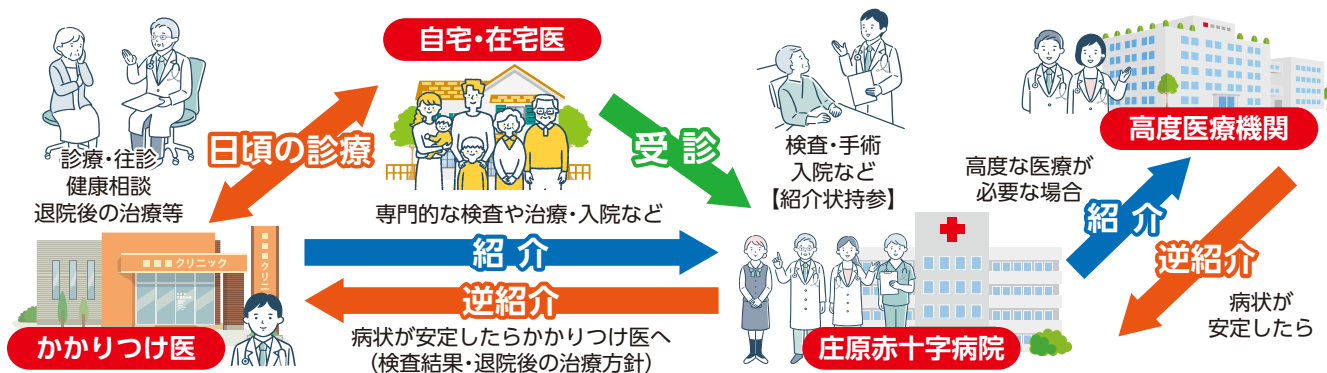 自宅・在宅医
日頃の診療
診療・往診
健康相談
退院後の治療等
受診
検査・手術
入院など
【紹介状持参】
高度医療機関
高度な医療が
必要な場合
紹介
逆紹介
病状が
安定したら
専門的な検査や治療・入院など
紹介
逆紹介
病状が安定したらかかりつけ医へ
（検査結果・退院後の治療方針）
■■■クリニック
■■■クリニ
かかりつけ医
庄原赤十字病院